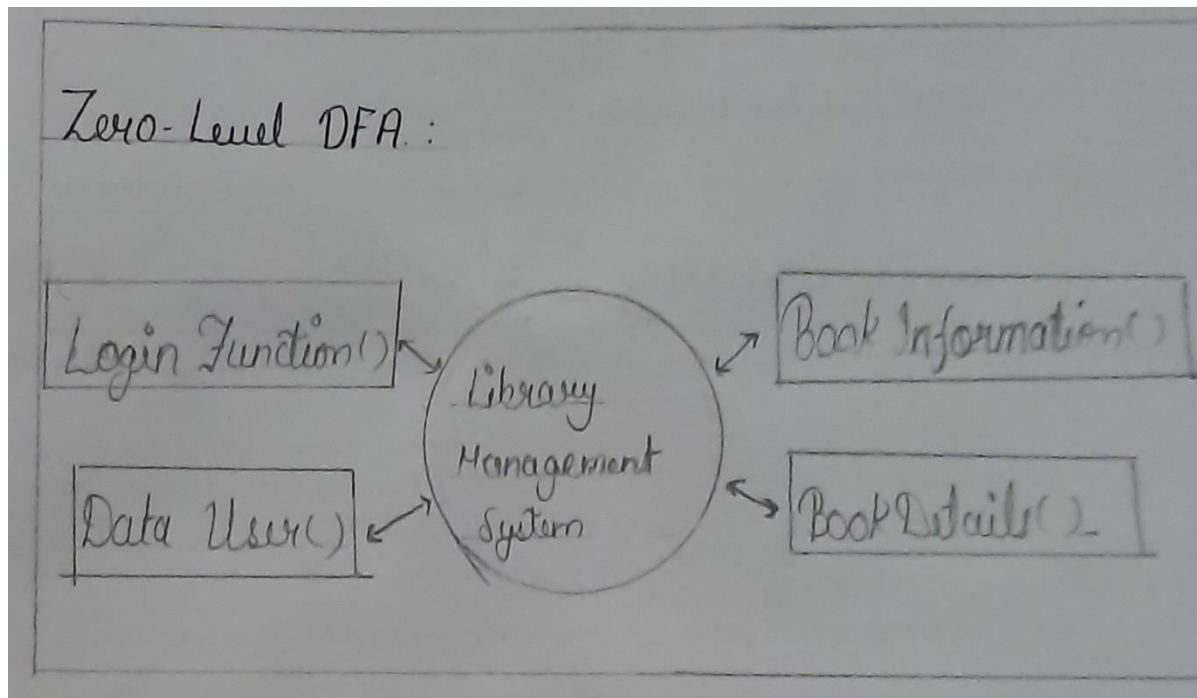 Zero-Level DFA.:
Login Function()
Book Information()
Library
Management
System
Data User()
Book Details()